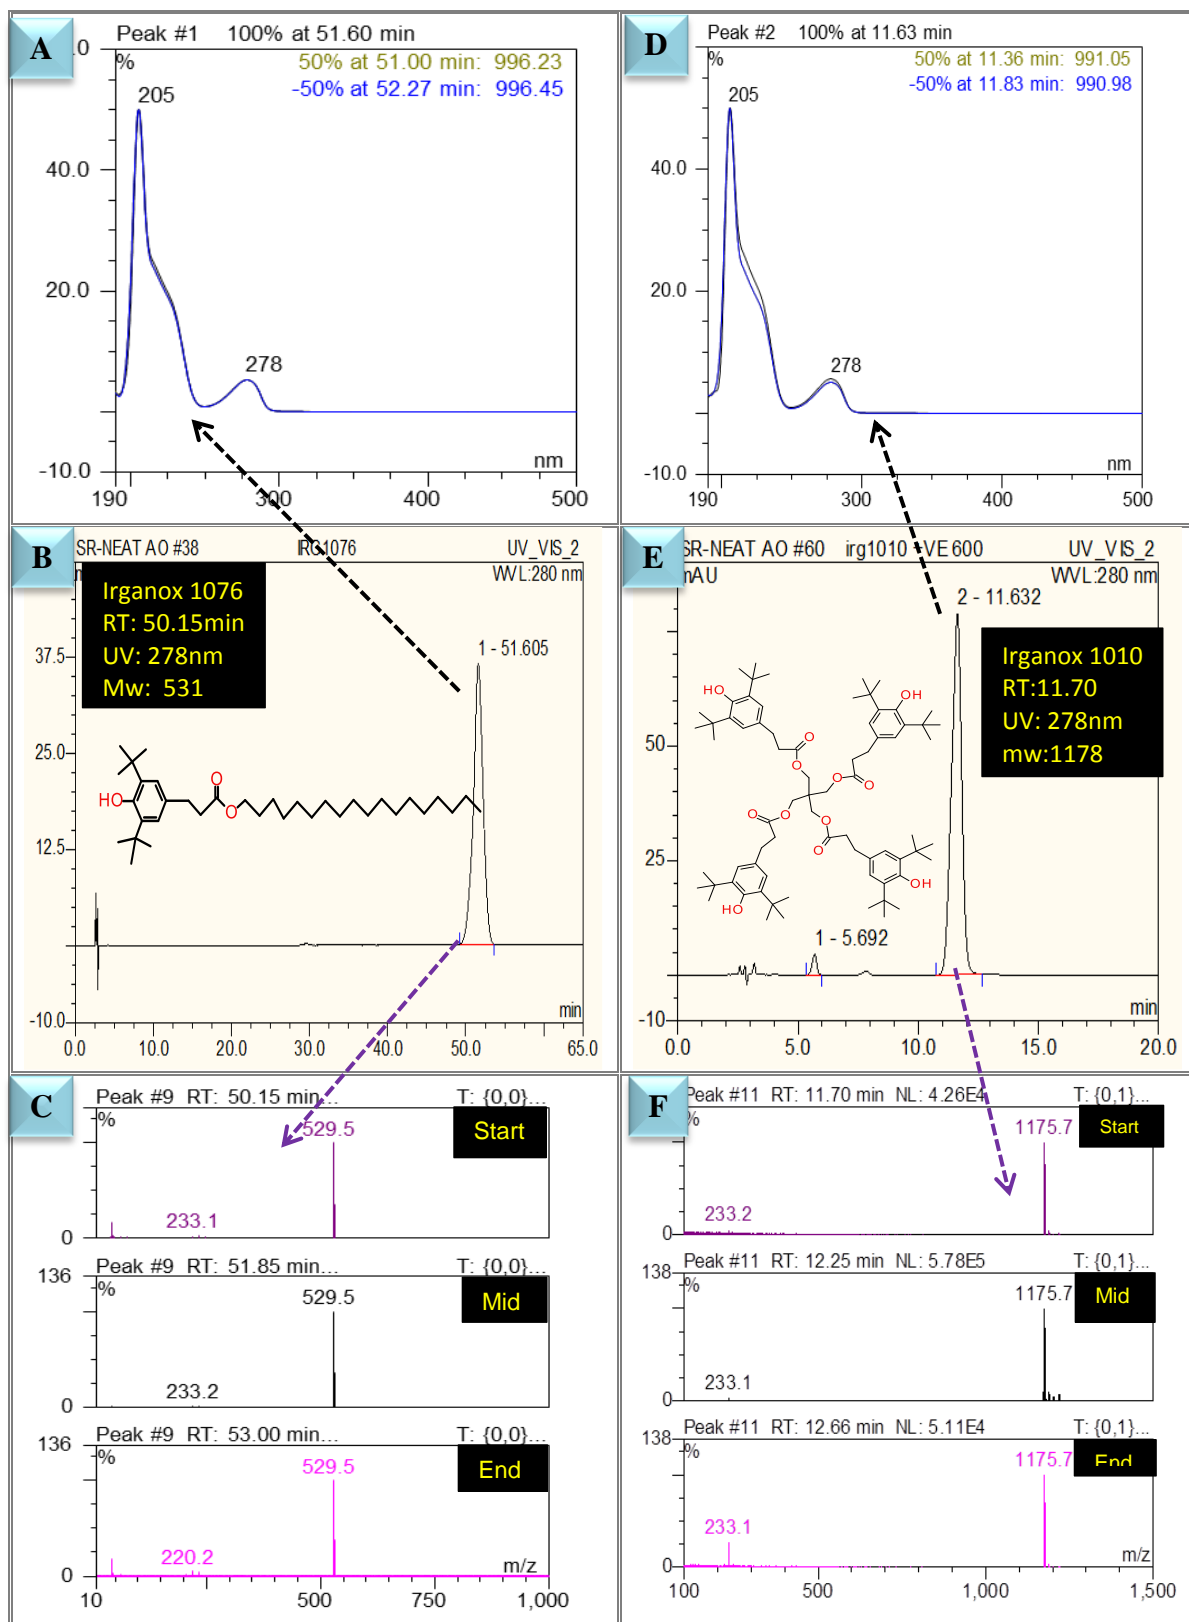 A
Peak #1 100% at 51.60 min
%
50% at 51.00 min: 996.23
-50% at 52.27 min: 996.45
205
278
40.0
20.0
-10.0
nm
190 300 400 500
D
Peak #2 100% at 11.63 min
%
50% at 11.36 min: 991.05
-50% at 11.83 min: 990.98
205
278
40.0
20.0
-10.0
nm
190 300 400 500
B
SR-NEAT AO #38 IRG1076 UV_VIS_2
WVL:280 nm
Irganox 1076
RT: 50.15min
UV: 278nm
Mw: 531
1 - 51.605
37.5
25.0
12.5
-10.0
HO
O
O
min
0.0 10.0 20.0 30.0 40.0 50.0 65.0
E
SR-NEAT AO #60 irg1010 +VE 600 UV_VIS_2
mAU WVL:280 nm
2 - 11.632
Irganox 1010
RT:11.70
UV: 278nm
mw:1178
HO
OH
O
O
O
O
O
O
O
O
HO
OH
50
25
-10
1 - 5.692
min
0.0 5.0 10.0 15.0 20.0
C
Peak #9 RT: 50.15 min... T: {0,0}...
529.5
Start
233.1
0
Peak #9 RT: 51.85 min... T: {0,0}...
136
%
529.5
Mid
233.2
0
Peak #9 RT: 53.00 min... T: {0,0}...
136
%
529.5
End
220.2
0
m/z
10 500 750 1,000
F
Peak #11 RT: 11.70 min NL: 4.26E4 T: {0,1}...
%
1175.7
Start
233.2
0
Peak #11 RT: 12.25 min NL: 5.78E5 T: {0,1}...
138
%
1175.7
Mid
233.1
0
Peak #11 RT: 12.66 min NL: 5.11E4 T: {0,1}...
138
%
1175.7
End
233.1
0
m/z
100 500 1,000 1,500